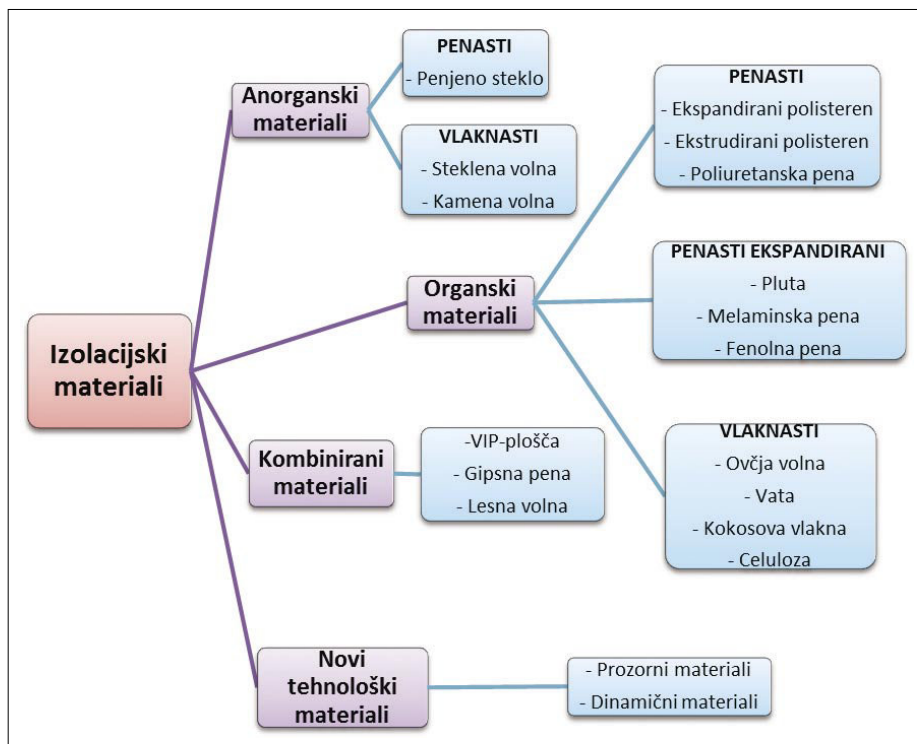 Izolacijski
materiali
Anorganski
materiali
PENASTI
- Penjeno steklo
VLAKNASTI
- Steklena volna
- Kamena volna
Organski
materiali
PENASTI
- Ekspandirani polisteren
- Ekstrudirani polisteren
- Poliuretanska pena
PENASTI EKSPANDIRANI
- Pluta
- Melaminska pena
- Fenolna pena
VLAKNASTI
- Ovčja volna
- Vata
- Kokosova vlakna
- Celuloza
Kombinirani
materiali
-VIP-plošča
- Gipsna pena
- Lesna volna
Novi
tehnološki
materiali
- Prozorni materiali
- Dinamični materiali